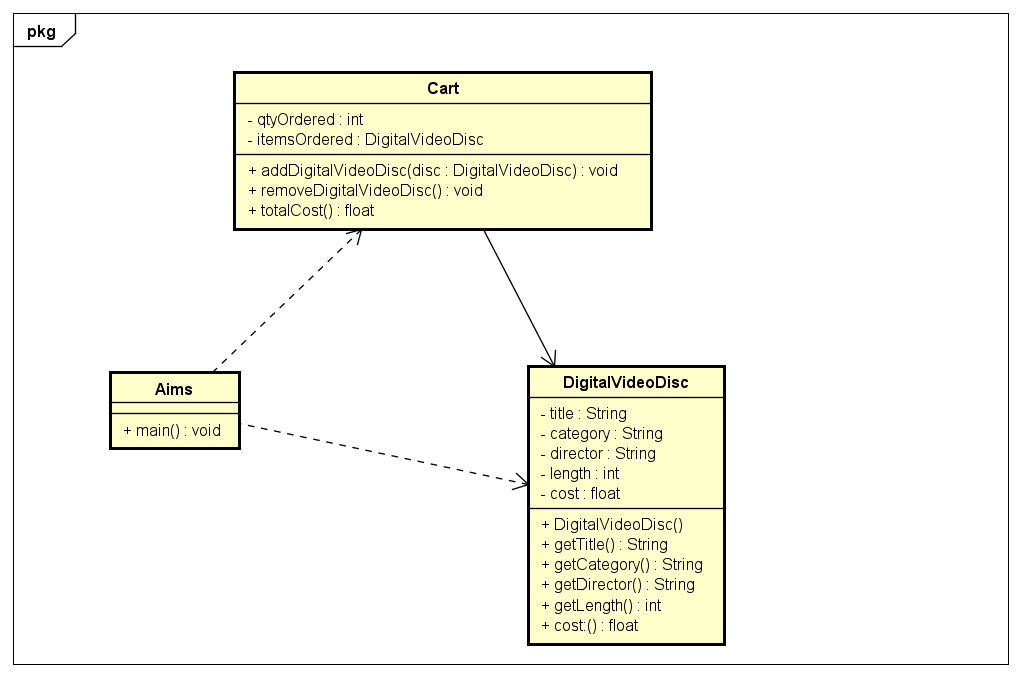 pkg
Cart
- qtyOrdered : int
- itemsOrdered : DigitalVideoDisc
+ addDigitalVideoDisc(disc : DigitalVideoDisc) : void
+ removeDigitalVideoDisc() : void
+ totalCost() : float
Aims
+ main() : void
DigitalVideoDisc
- title : String
- category : String
- director : String
- length : int
- cost : float
+ DigitalVideoDisc()
+ getTitle() : String
+ getCategory() : String
+ getDirector() : String
+ getLength() : int
+ cost:() : float